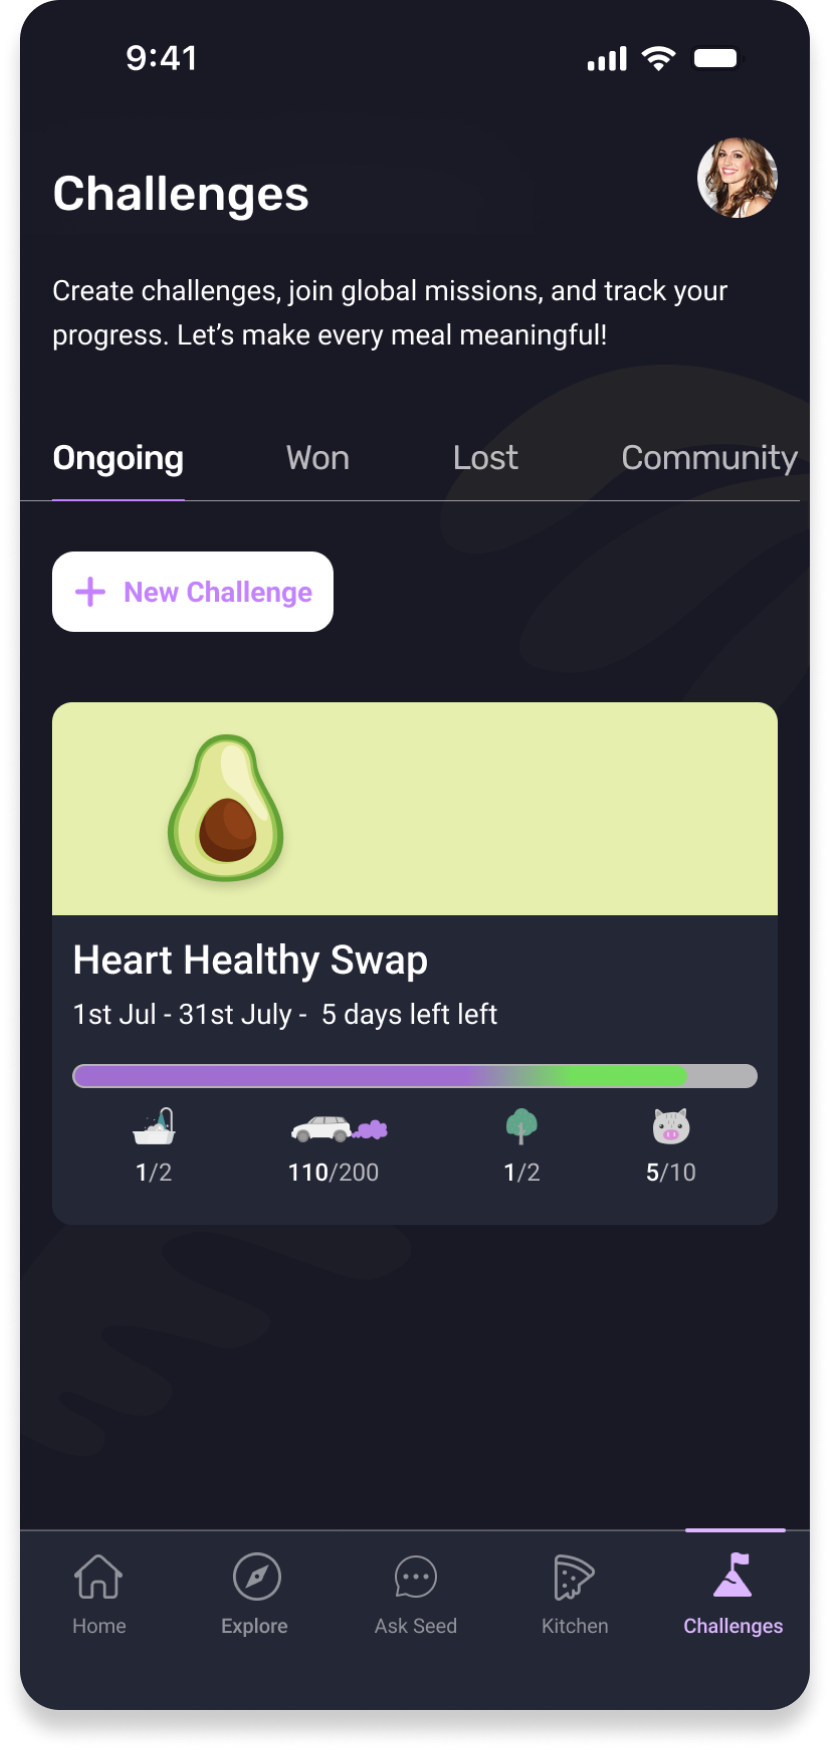 9:41
Challenges
Create challenges, join global missions, and track your
progress. Let’s make every meal meaningful!
Ongoing Won Lost Community
New Challenge
Heart Healthy Swap
1st Jul - 31st July - 5 days left left
1/2 110/200 1/2 5/10
Home Explore Ask Seed Kitchen Challenges